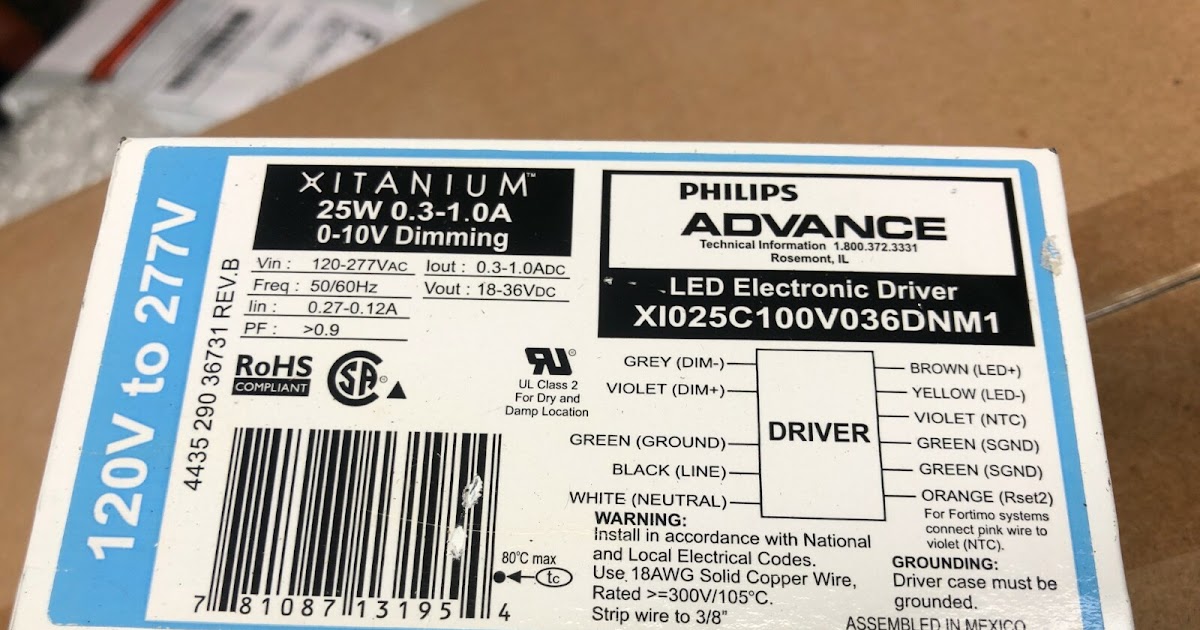 120V to 277V
4435 290 36731 REV.B
XITANIUM™
25W 0.3-1.0A
0-10V Dimming
Vin : 120-277VAC
Freq : 50/60Hz
Iin : 0.27-0.12A
PF : >0.9
Iout : 0.3-1.0ADC
Vout : 18-36VDC
RoHS
COMPLIANT
SA ®
RU ®
UL Class 2
For Dry and
Damp Location
7 81087 13195 4
80°C max
tc
PHILIPS
ADVANCE
Technical Information 1.800.372.3331
Rosemont, IL
LED Electronic Driver
XI025C100V036DNM1
GREY (DIM-)
VIOLET (DIM+)
GREEN (GROUND)
BLACK (LINE)
WHITE (NEUTRAL)
DRIVER
BROWN (LED+)
YELLOW (LED-)
VIOLET (NTC)
GREEN (SGND)
GREEN (SGND)
ORANGE (Rset2)
For Fortimo systems
connect pink wire to
violet (NTC).
WARNING:
Install in accordance with National
and Local Electrical Codes.
Use 18AWG Solid Copper Wire,
Rated >=300V/105°C.
Strip wire to 3/8"
GROUNDING:
Driver case must be
grounded.
ASSEMBLED IN MEXICO